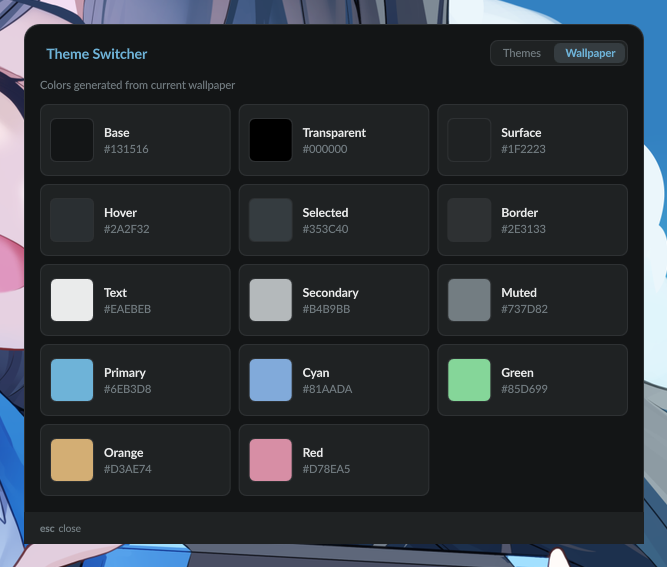 Theme Switcher
Themes Wallpaper
Colors generated from current wallpaper
Base
#131516
Transparent
#000000
Surface
#1F2223
Hover
#2A2F32
Selected
#353C40
Border
#2E3133
Text
#EAEBEB
Secondary
#B4B9BB
Muted
#737D82
Primary
#6EB3D8
Cyan
#81AADA
Green
#85D699
Orange
#D3AE74
Red
#D78EA5
esc close